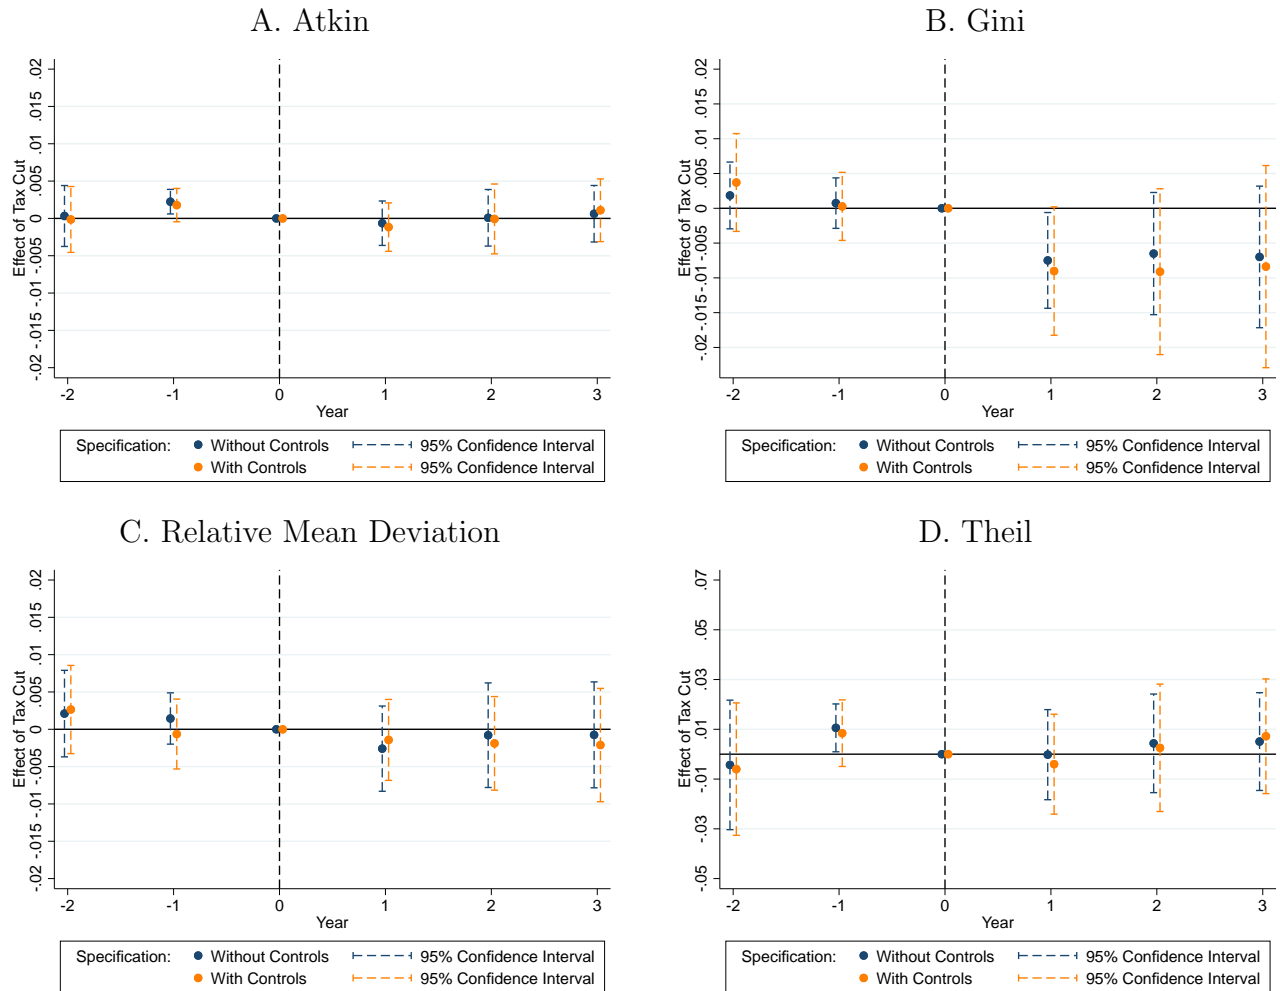 A. Atkin
Effect of Tax Cut
.02
.015
.01
.005
0
-.005
-.01
-.015
-.02
-2 -1 0 1 2 3
Year
Specification: Without Controls 95% Confidence Interval
With Controls 95% Confidence Interval
B. Gini
Effect of Tax Cut
.02
.015
.01
.005
0
-.005
-.01
-.015
-.02
-2 -1 0 1 2 3
Year
Specification: Without Controls 95% Confidence Interval
With Controls 95% Confidence Interval
C. Relative Mean Deviation
Effect of Tax Cut
.02
.015
.01
.005
0
-.005
-.01
-.015
-.02
-2 -1 0 1 2 3
Year
Specification: Without Controls 95% Confidence Interval
With Controls 95% Confidence Interval
D. Theil
Effect of Tax Cut
.07
.05
.03
.01
-.01
-.03
-.05
-2 -1 0 1 2 3
Year
Specification: Without Controls 95% Confidence Interval
With Controls 95% Confidence Interval